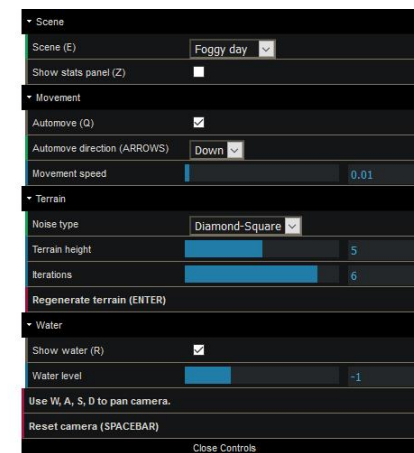 Scene
Scene (E) Foggy day
Show stats panel (Z)
Movement
Automove (Q)
Automove direction (ARROWS) Down
Movement speed 0.01
Terrain
Noise type Diamond-Square
Terrain height 5
Iterations 6
Regenerate terrain (ENTER)
Water
Show water (R)
Water level -1
Use W, A, S, D to pan camera.
Reset camera (SPACEBAR)
Close Controls